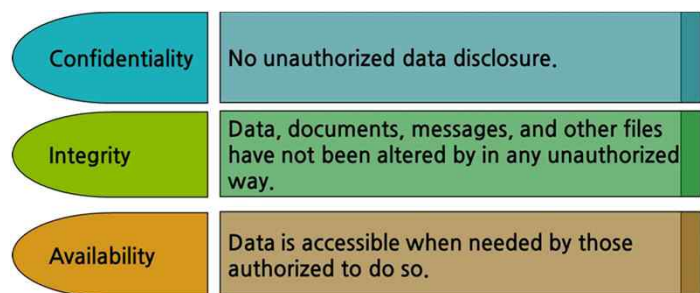 Confidentiality
No unauthorized data disclosure.
Integrity
Data, documents, messages, and other files
have not been altered by in any unauthorized
way.
Availability
Data is accessible when needed by those
authorized to do so.